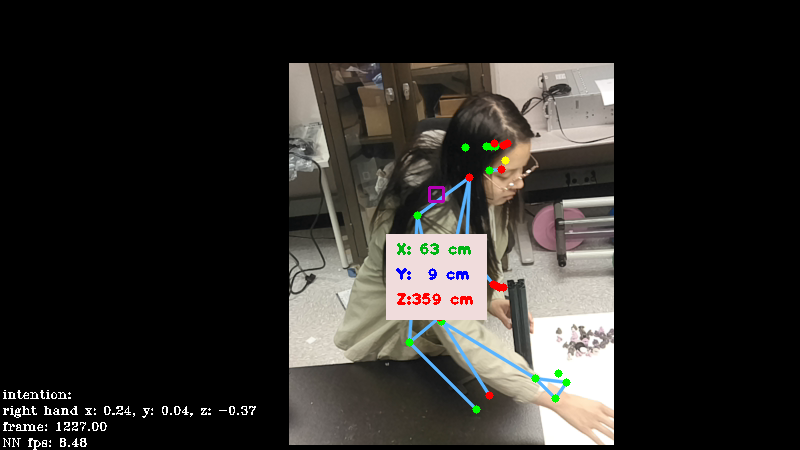 X: 63 cm
Y: 9 cm
Z:359 cm
intention:
right hand x: 0.24, y: 0.04, z: -0.37
frame: 1227.00
NN fps: 8.48